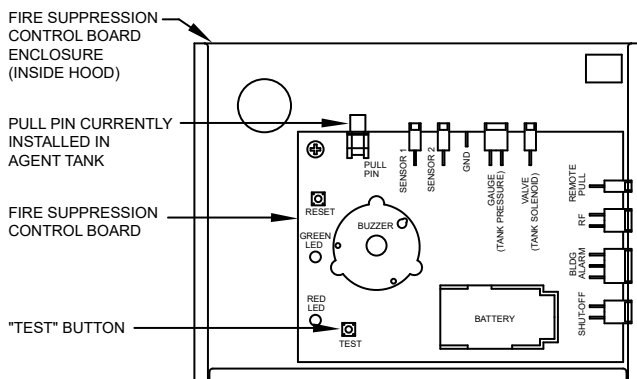 FIRE SUPPRESSION
CONTROL BOARD
ENCLOSURE
(INSIDE HOOD)
PULL PIN CURRENTLY
INSTALLED IN
AGENT TANK
FIRE SUPPRESSION
CONTROL BOARD
"TEST" BUTTON
PULL
PIN
SENSOR 1
SENSOR 2
GND
GAUGE
(TANK PRESSURE)
VALVE
(TANK SOLENOID)
REMOTE
PULL
RF
BLDG
ALARM
SHUT-OFF
RESET
GREEN
LED
BUZZER
RED
LED
TEST
BATTERY